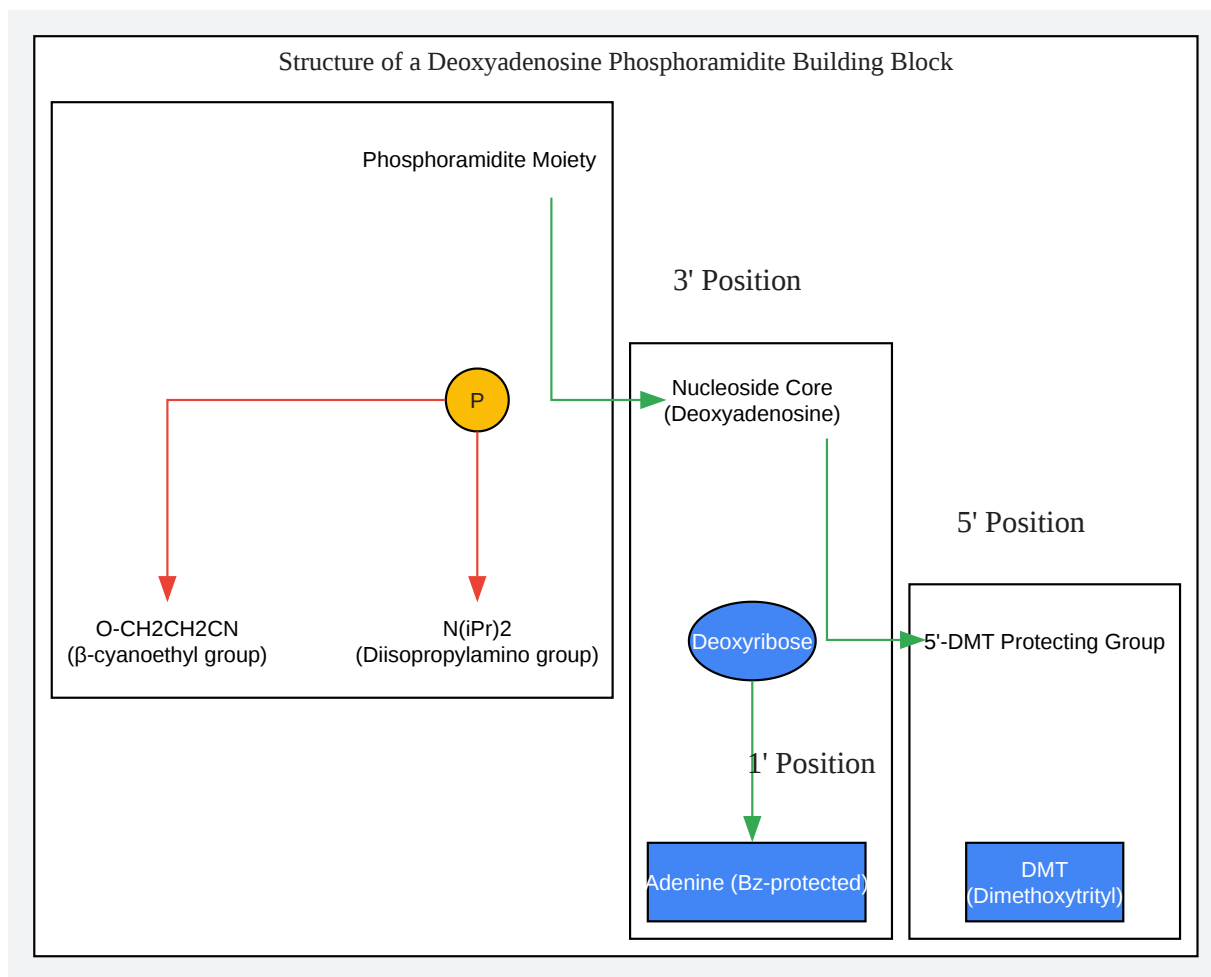 Structure of a Deoxyadenosine Phosphoramidite Building Block
Phosphoramidite Moiety
3' Position
P
Nucleoside Core
(Deoxyadenosine)
5' Position
O-CH2CH2CN
(β-cyanoethyl group)
N(iPr)2
(Diisopropylamino group)
Deoxyribose
5'-DMT Protecting Group
1' Position
Adenine (Bz-protected)
DMT
(Dimethoxytrityl)